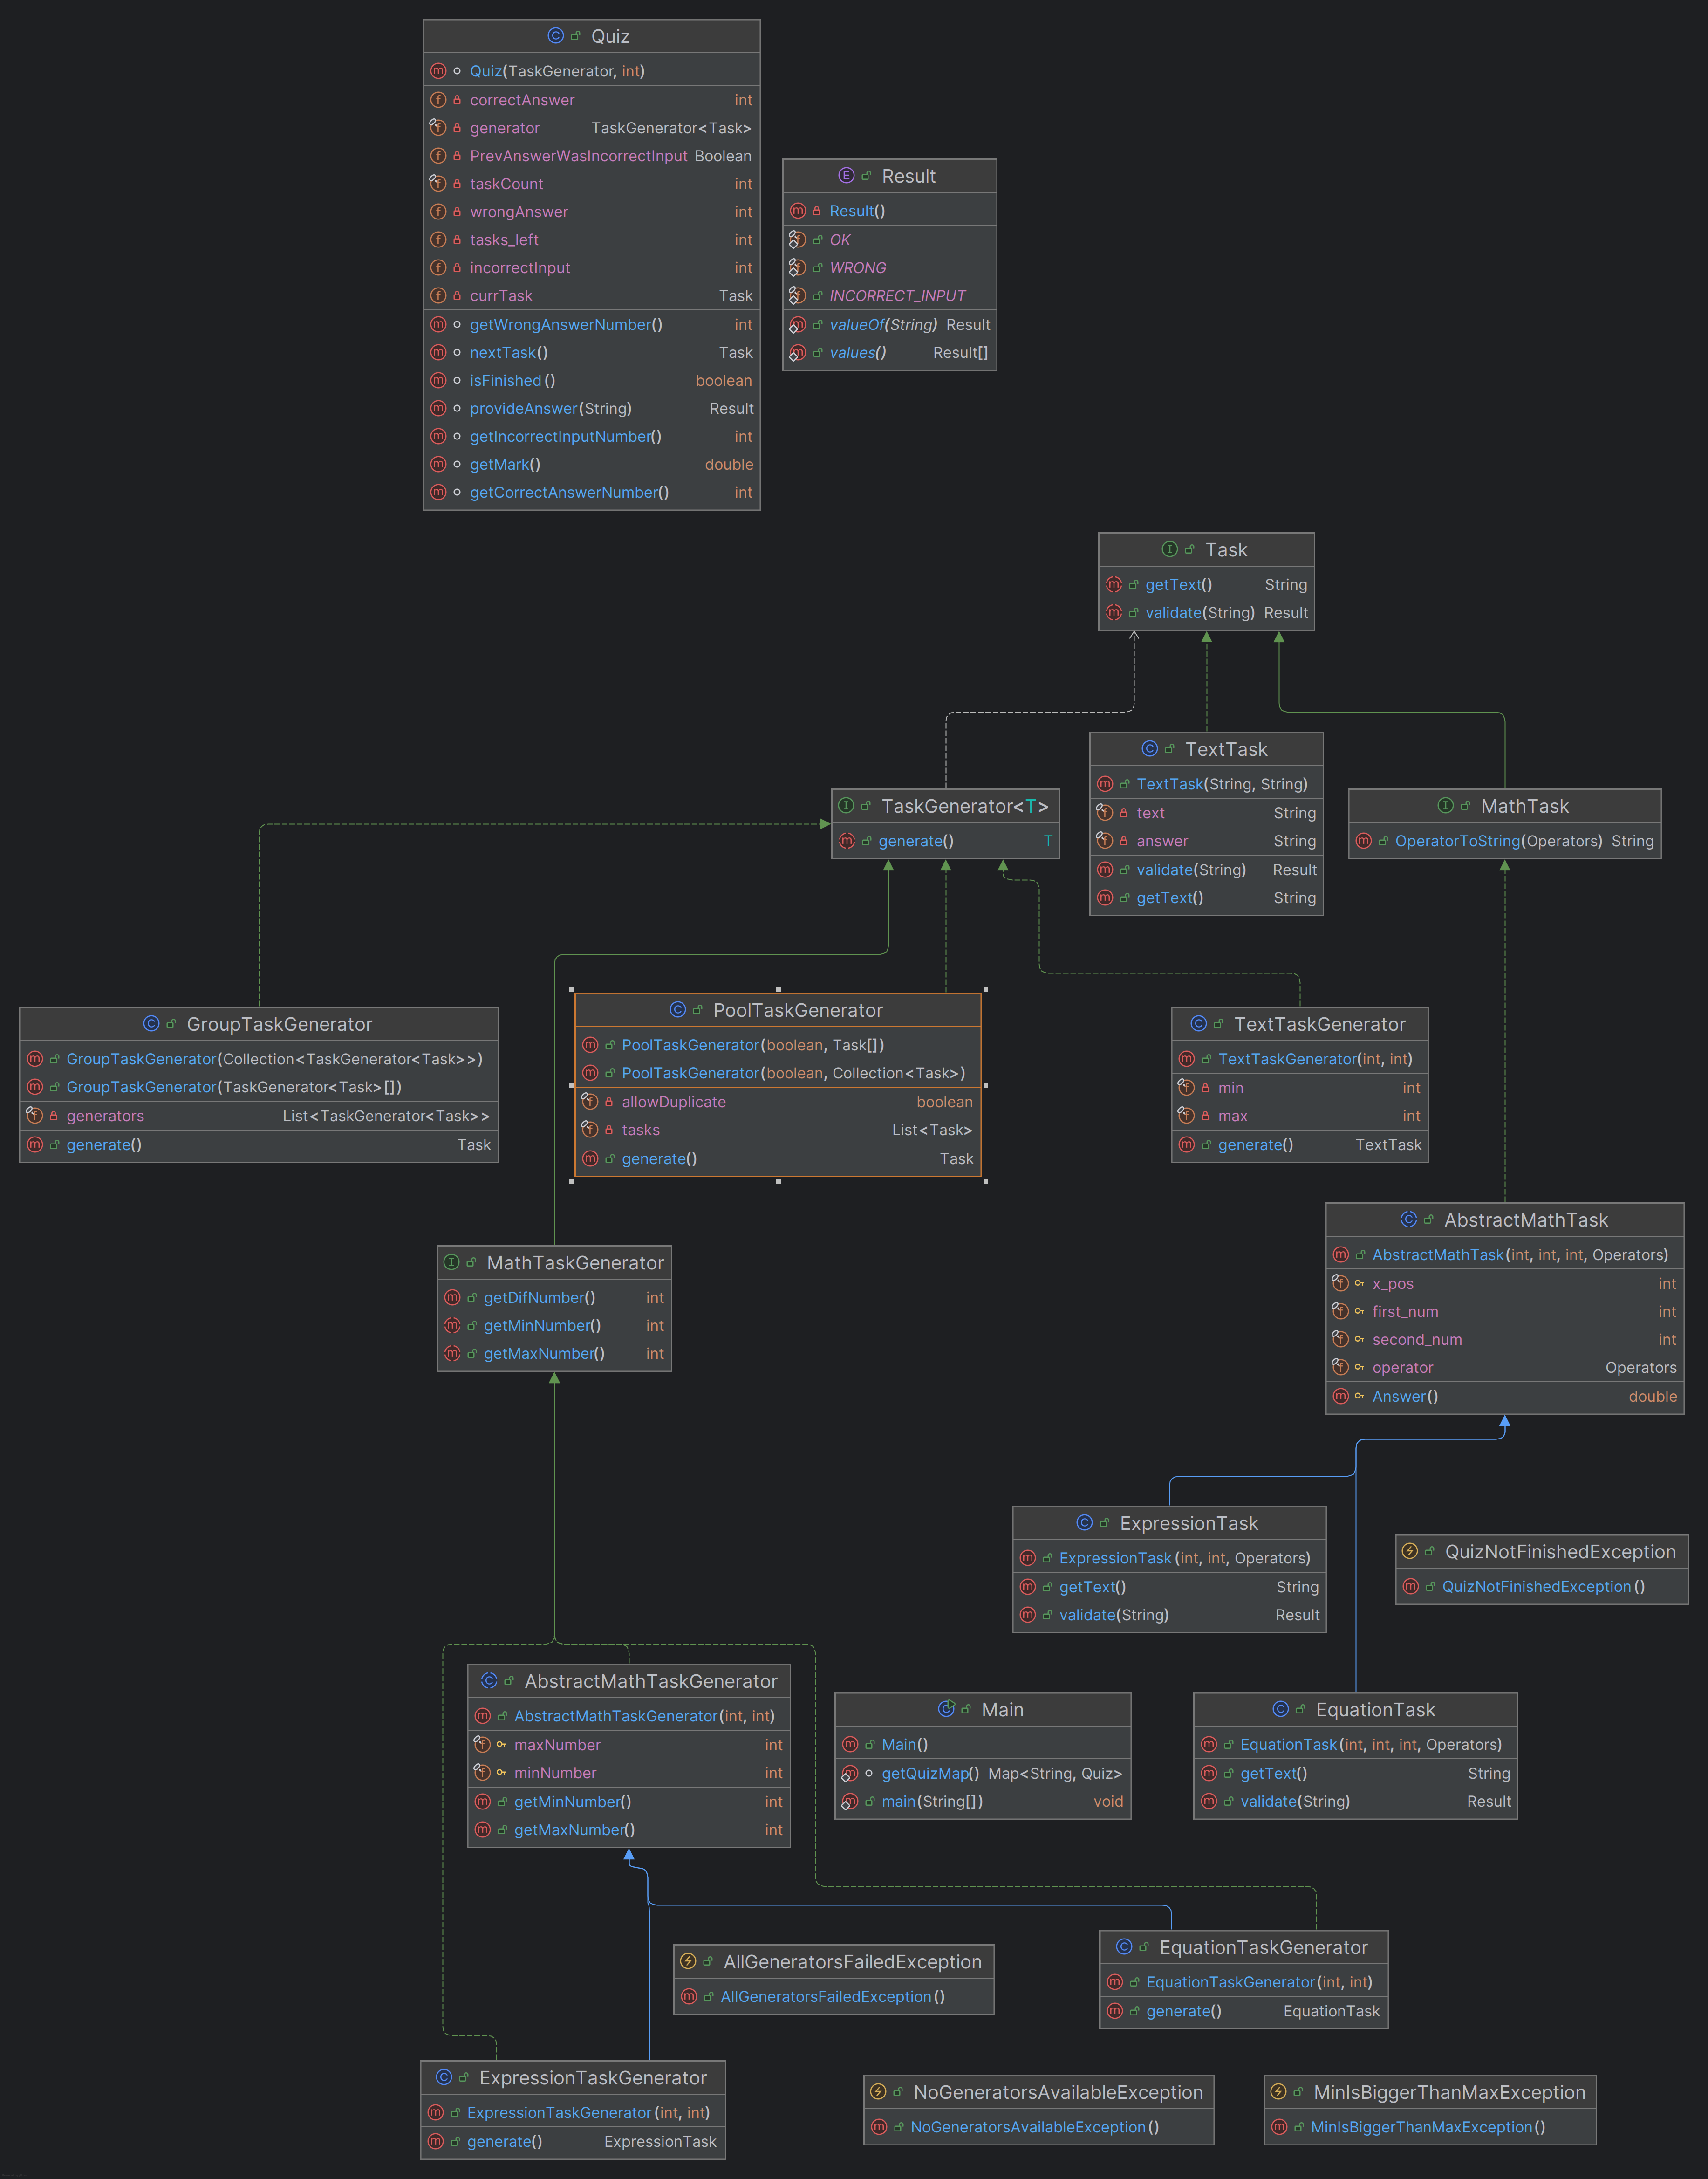 Quiz
Quiz(TaskGenerator, int)
correctAnswer int
generator TaskGenerator<Task>
PrevAnswerWasIncorrectInput Boolean
taskCount int
wrongAnswer int
tasks_left int
incorrectInput int
currTask Task
getWrongAnswerNumber() int
nextTask() Task
isFinished() boolean
provideAnswer(String) Result
getIncorrectInputNumber() int
getMark() double
getCorrectAnswerNumber() int
Result
Result()
OK
WRONG
INCORRECT_INPUT
valueOf(String) Result
values() Result[]
Task
getText() String
validate(String) Result
TaskGenerator<T>
generate() T
TextTask
TextTask(String, String)
text String
answer String
validate(String) Result
getText() String
MathTask
OperatorToString(Operators) String
GroupTaskGenerator
GroupTaskGenerator(Collection<TaskGenerator<Task>>)
GroupTaskGenerator(TaskGenerator<Task>[])
generators List<TaskGenerator<Task>>
generate() Task
PoolTaskGenerator
PoolTaskGenerator(boolean, Task[])
PoolTaskGenerator(boolean, Collection<Task>)
allowDuplicate boolean
tasks List<Task>
generate() Task
TextTaskGenerator
TextTaskGenerator(int, int)
min int
max int
generate() TextTask
AbstractMathTask
AbstractMathTask(int, int, int, Operators)
x_pos int
first_num int
second_num int
operator Operators
Answer() double
MathTaskGenerator
getDifNumber() int
getMinNumber() int
getMaxNumber() int
ExpressionTask
ExpressionTask(int, int, Operators)
getText() String
validate(String) Result
QuizNotFinishedException
QuizNotFinishedException()
AbstractMathTaskGenerator
AbstractMathTaskGenerator(int, int)
maxNumber int
minNumber int
getMinNumber() int
getMaxNumber() int
Main
Main()
getQuizMap() Map<String, Quiz>
main(String[]) void
EquationTask
EquationTask(int, int, int, Operators)
getText() String
validate(String) Result
AllGeneratorsFailedException
AllGeneratorsFailedException()
EquationTaskGenerator
EquationTaskGenerator(int, int)
generate() EquationTask
ExpressionTaskGenerator
ExpressionTaskGenerator(int, int)
generate() ExpressionTask
NoGeneratorsAvailableException
NoGeneratorsAvailableException()
MinIsBiggerThanMaxException
MinIsBiggerThanMaxException()